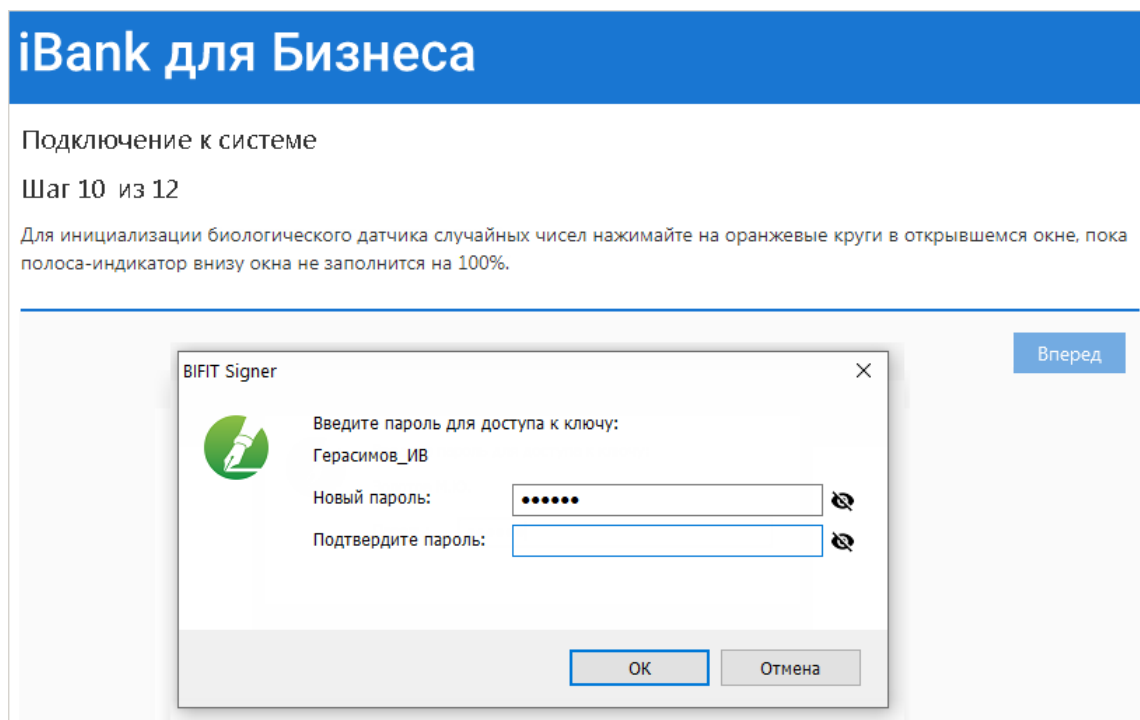 iBank для Бизнеса
Подключение к системе
Шаг 10 из 12
Для инициализации биологического датчика случайных чисел нажимайте на оранжевые круги в открывшемся окне, пока
полоса-индикатор внизу окна не заполнится на 100%.
Вперед
BIFIT Signer
Введите пароль для доступа к ключу:
Герасимов_ИВ
Новый пароль: ••••••
Подтвердите пароль:
ОК Отмена